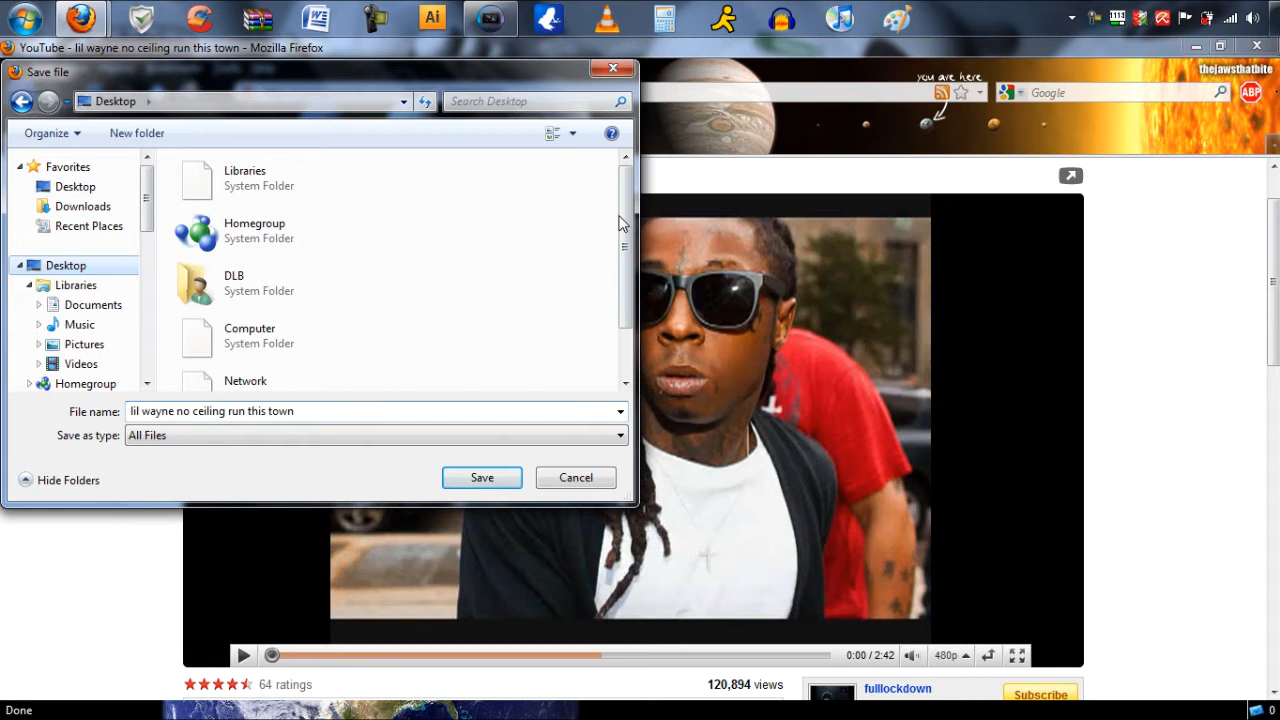 Ai
YouTube - lil wayne no ceiling run this town - Mozilla Firefox
thejawsthatbite
Save file
you are here
Desktop
Search Desktop
Google
ABP
Organize
New folder
Favorites
Desktop
Downloads
Recent Places
Desktop
Libraries
Documents
Music
Pictures
Videos
Homegroup
Libraries
System Folder
Homegroup
System Folder
DLB
System Folder
Computer
System Folder
Network
File name: lil wayne no ceiling run this town
Save as type: All Files
Hide Folders
Save
Cancel
0:00 / 2:42
480p
64 ratings
120,894 views
fulllockdown
Subscribe
Done
0